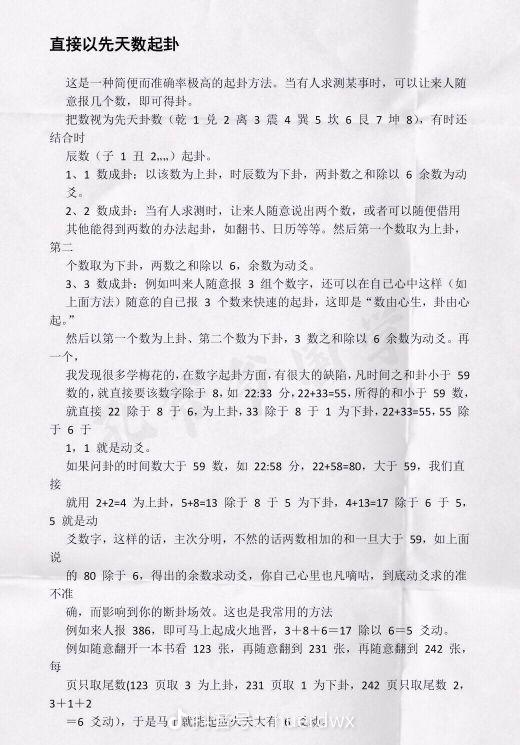 直接以先天数起卦
这是一种简便而准确率极高的起卦方法。当有人求测某事时，可以让来人随
意报几个数，即可得卦。
把数视为先天卦数（乾 1 兑 2 离 3 震 4 巽 5 坎 6 艮 7 坤 8），有时还
结合时
辰数（子 1 丑 2,,,,）起卦。
1、1 数成卦：以该数为上卦，时辰数为下卦，两卦数之和除以 6 余数为动
爻。
2、2 数成卦：当有人求测时，让来人随意说出两个数，或者可以随便借用
其他能得到两数的办法起卦，如翻书、日历等等。然后第一个数取为上卦，
第二
个数取为下卦，两数之和除以 6，余数为动爻。
3、3 数成卦：例如叫来人随意报 3 组个数字，还可以在自己心中这样（如
上面方法）随意的自己报 3 个数来快速的起卦，这即是“数由心生，卦由心
起。”
然后以第一个数为上卦、第二个数为下卦，3 数之和除以 6 余数为动爻。再
一个，
我发现很多学梅花的，在数字起卦方面，有很大的缺陷，凡时间之和卦小于 59
数的，就直接要该数字除于 8，如 22:33 分，22+33=55，所得的和小于 59 数，
就直接 22 除于 8 于 6，为上卦，33 除于 8 于 1 为下卦，22+33=55，55 除
于 6 于
1，1 就是动爻。
如果问卦的时间数大于 59 数，如 22:58 分，22+58=80，大于 59，我们直
接
就用 2+2=4 为上卦，5+8=13 除于 8 于 5 为下卦，4+13=17 除于 6 于 5，
5 就是动
爻数字，这样的话，主次分明，不然的话两数相加的和一旦大于 59，如上面
说
的 80 除于 6，得出的余数求动爻，你自己心里也凡嘀咕，到底动爻求的准
不准
确，而影响到你的断卦场效。这也是我常用的方法
例如来人报 386，即可马上起成火地晋，3＋8＋6＝17 除以 6＝5 爻动。
例如随意翻开一本书看 123 张，再随意翻到 231 张，再随意翻到 242 张，
每
页只取尾数(123 页取 3 为上卦，231 页取 1 为下卦，242 页只取尾数 2，
3＋1＋2
＝6 爻动），于是马上就能起出火天大有 6 爻动